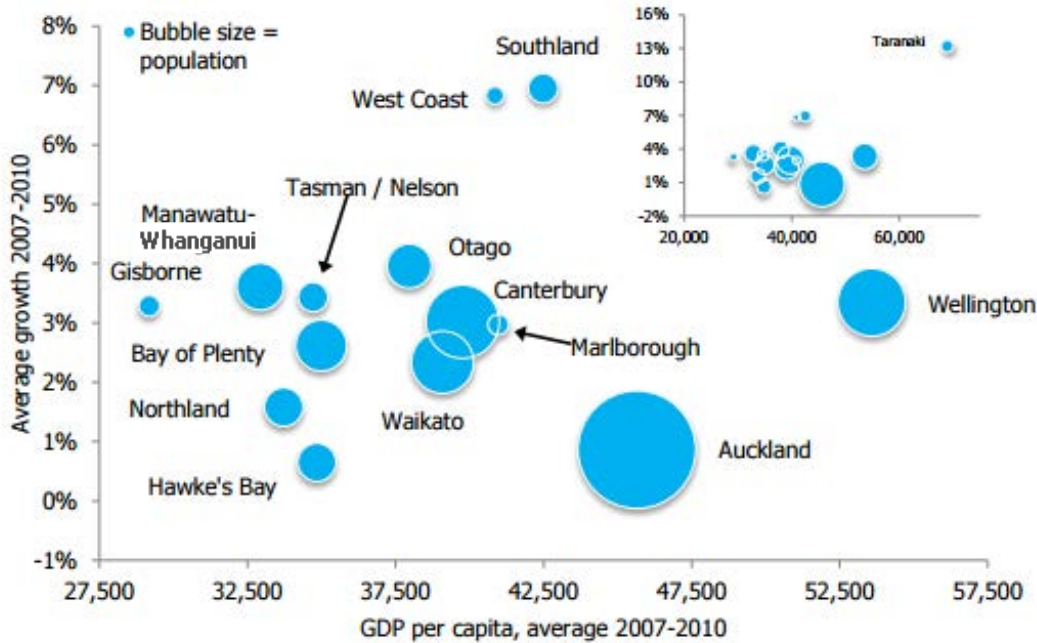 8%
7%
6%
5%
4%
3%
2%
1%
0%
-1%
Average growth 2007-2010
Bubble size =
population
Southland
West Coast
Tasman / Nelson
Manawatu-
Whanganui
Gisborne
Otago
Canterbury
Wellington
Bay of Plenty
Marlborough
Northland
Waikato
Auckland
Hawke's Bay
27,500
32,500
37,500
42,500
47,500
52,500
57,500
GDP per capita, average 2007-2010
16%
13%
10%
7%
4%
1%
-2%
Taranaki
20,000
40,000
60,000